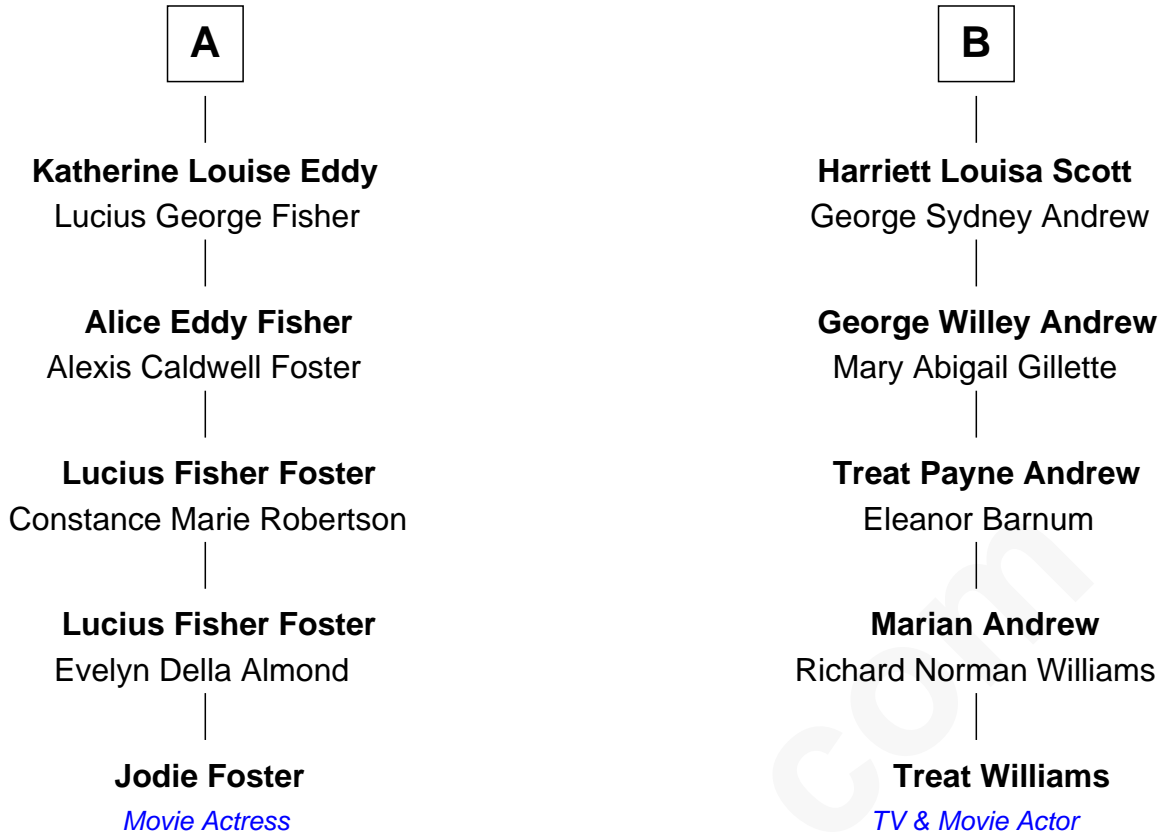 A
Katherine Louise Eddy
Lucius George Fisher
Alice Eddy Fisher
Alexis Caldwell Foster
Lucius Fisher Foster
Constance Marie Robertson
Lucius Fisher Foster
Evelyn Della Almond
Jodie Foster
Movie Actress
B
Harriett Louisa Scott
George Sydney Andrew
George Willey Andrew
Mary Abigail Gillette
Treat Payne Andrew
Eleanor Barnum
Marian Andrew
Richard Norman Williams
Treat Williams
TV & Movie Actor
com